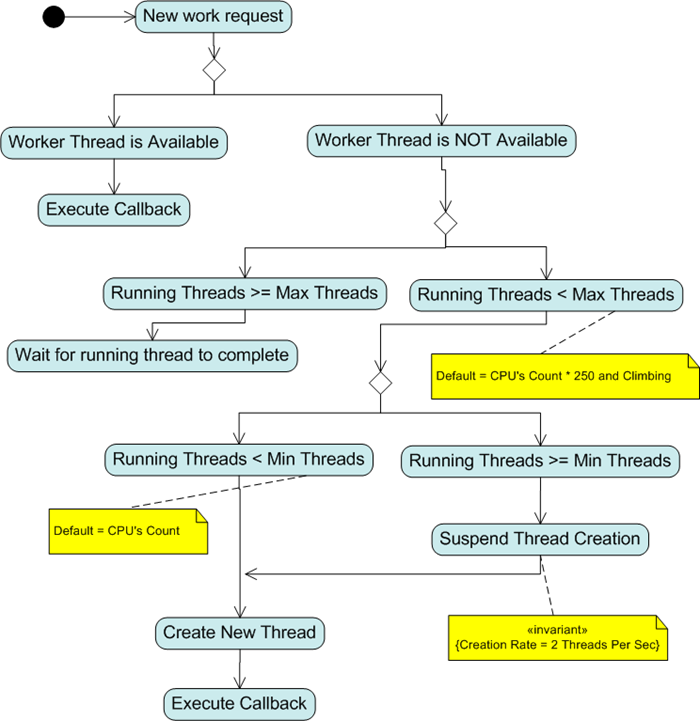 New work request
Worker Thread is Available
Worker Thread is NOT Available
Execute Callback
Running Threads >= Max Threads
Running Threads < Max Threads
Wait for running thread to complete
Default = CPU's Count * 250 and Climbing
Running Threads < Min Threads
Running Threads >= Min Threads
Default = CPU's Count
Suspend Thread Creation
Create New Thread
«invariant»
{Creation Rate = 2 Threads Per Sec}
Execute Callback